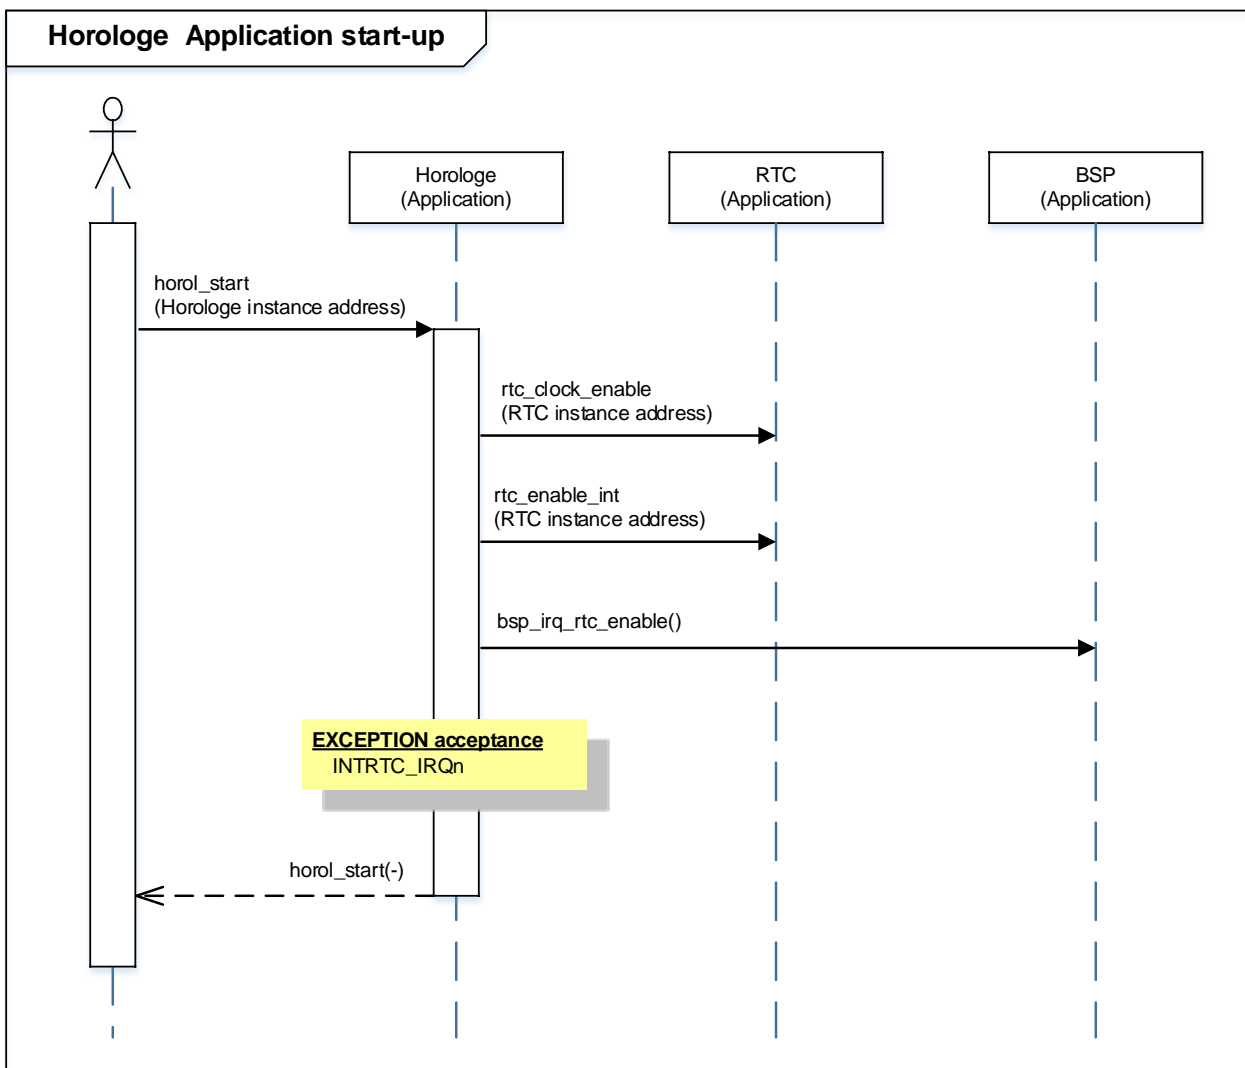 Horologe  Application start-up
Horologe
(Application)
RTC
(Application)
BSP
(Application)
horol_start
(Horologe instance address)
rtc_clock_enable
(RTC instance address)
rtc_enable_int
(RTC instance address)
bsp_irq_rtc_enable()
EXCEPTION acceptance
INTRTC_IRQn
horol_start(-)